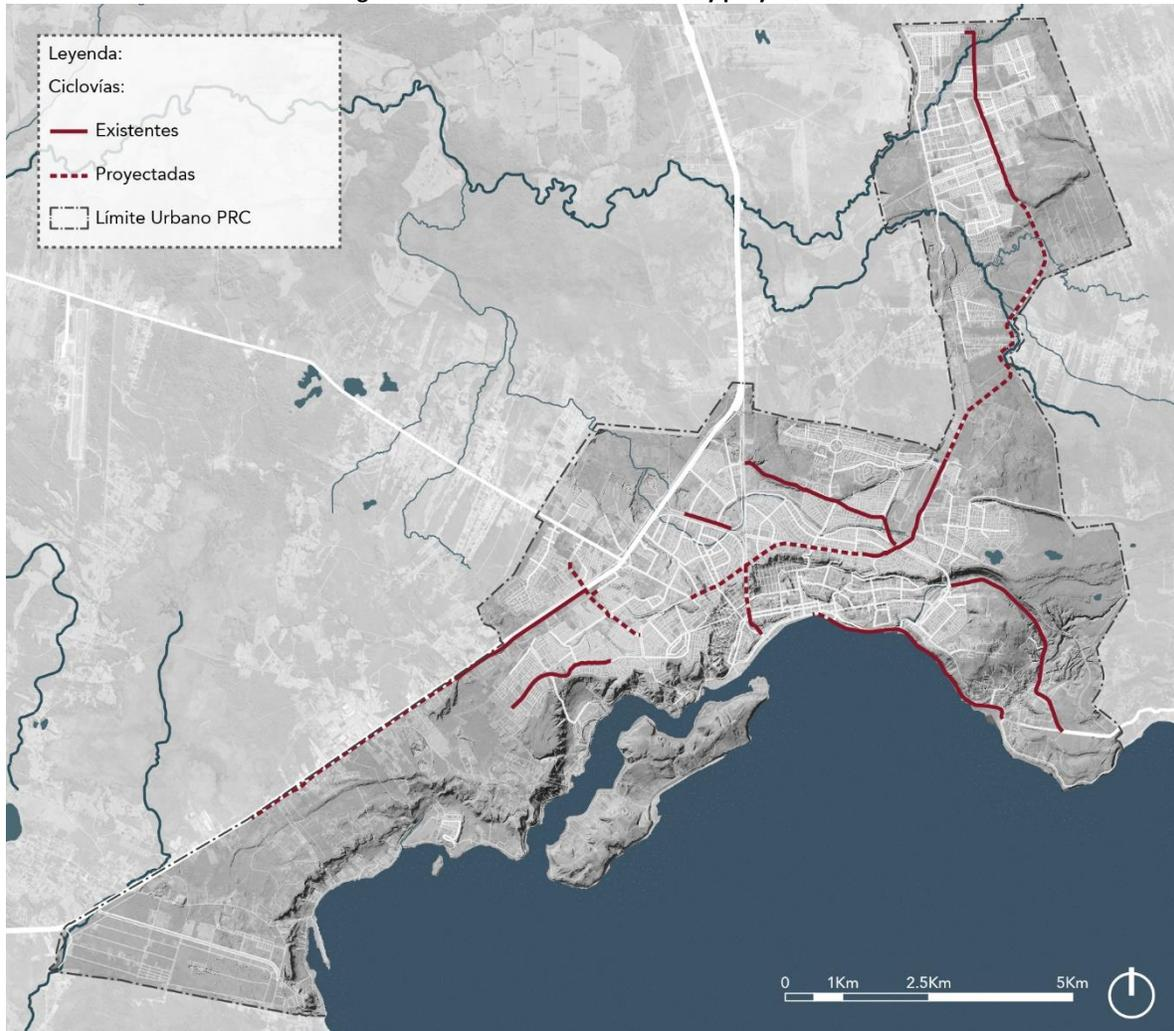 Leyenda:
Ciclovías:
Existentes
Proyectadas
Límite Urbano PRC
0 1Km 2.5Km 5Km